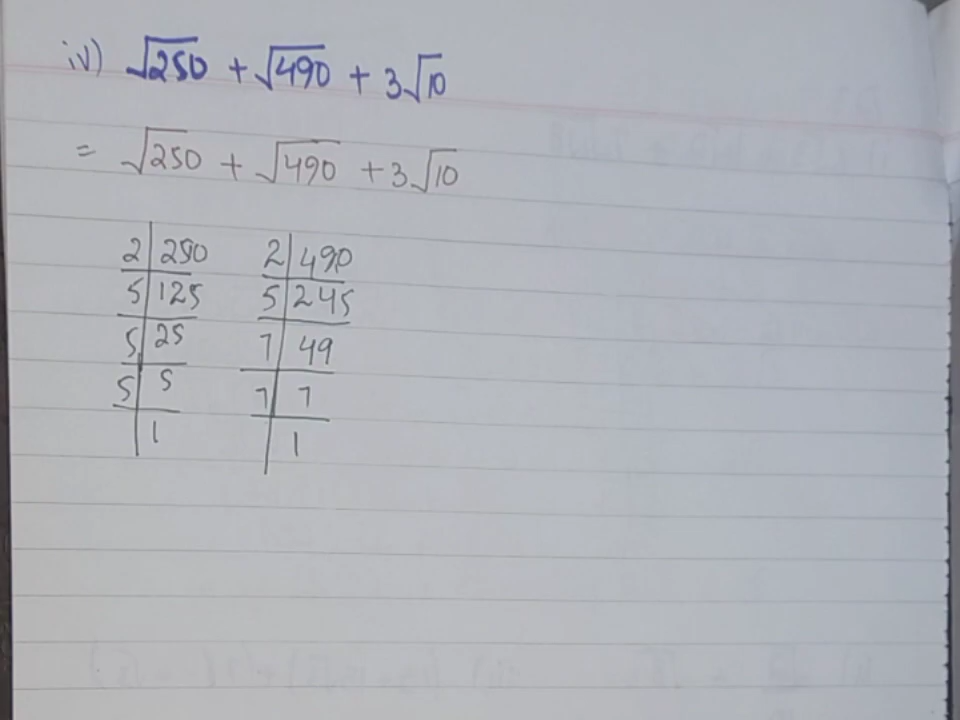 iv) √250 + √490 + 3√10
= √250 + √490 + 3√10
2 | 250 2 | 490
5 | 125 5 | 245
5 | 25 7 | 49
5 | 5 7 | 7
| 1 | 1